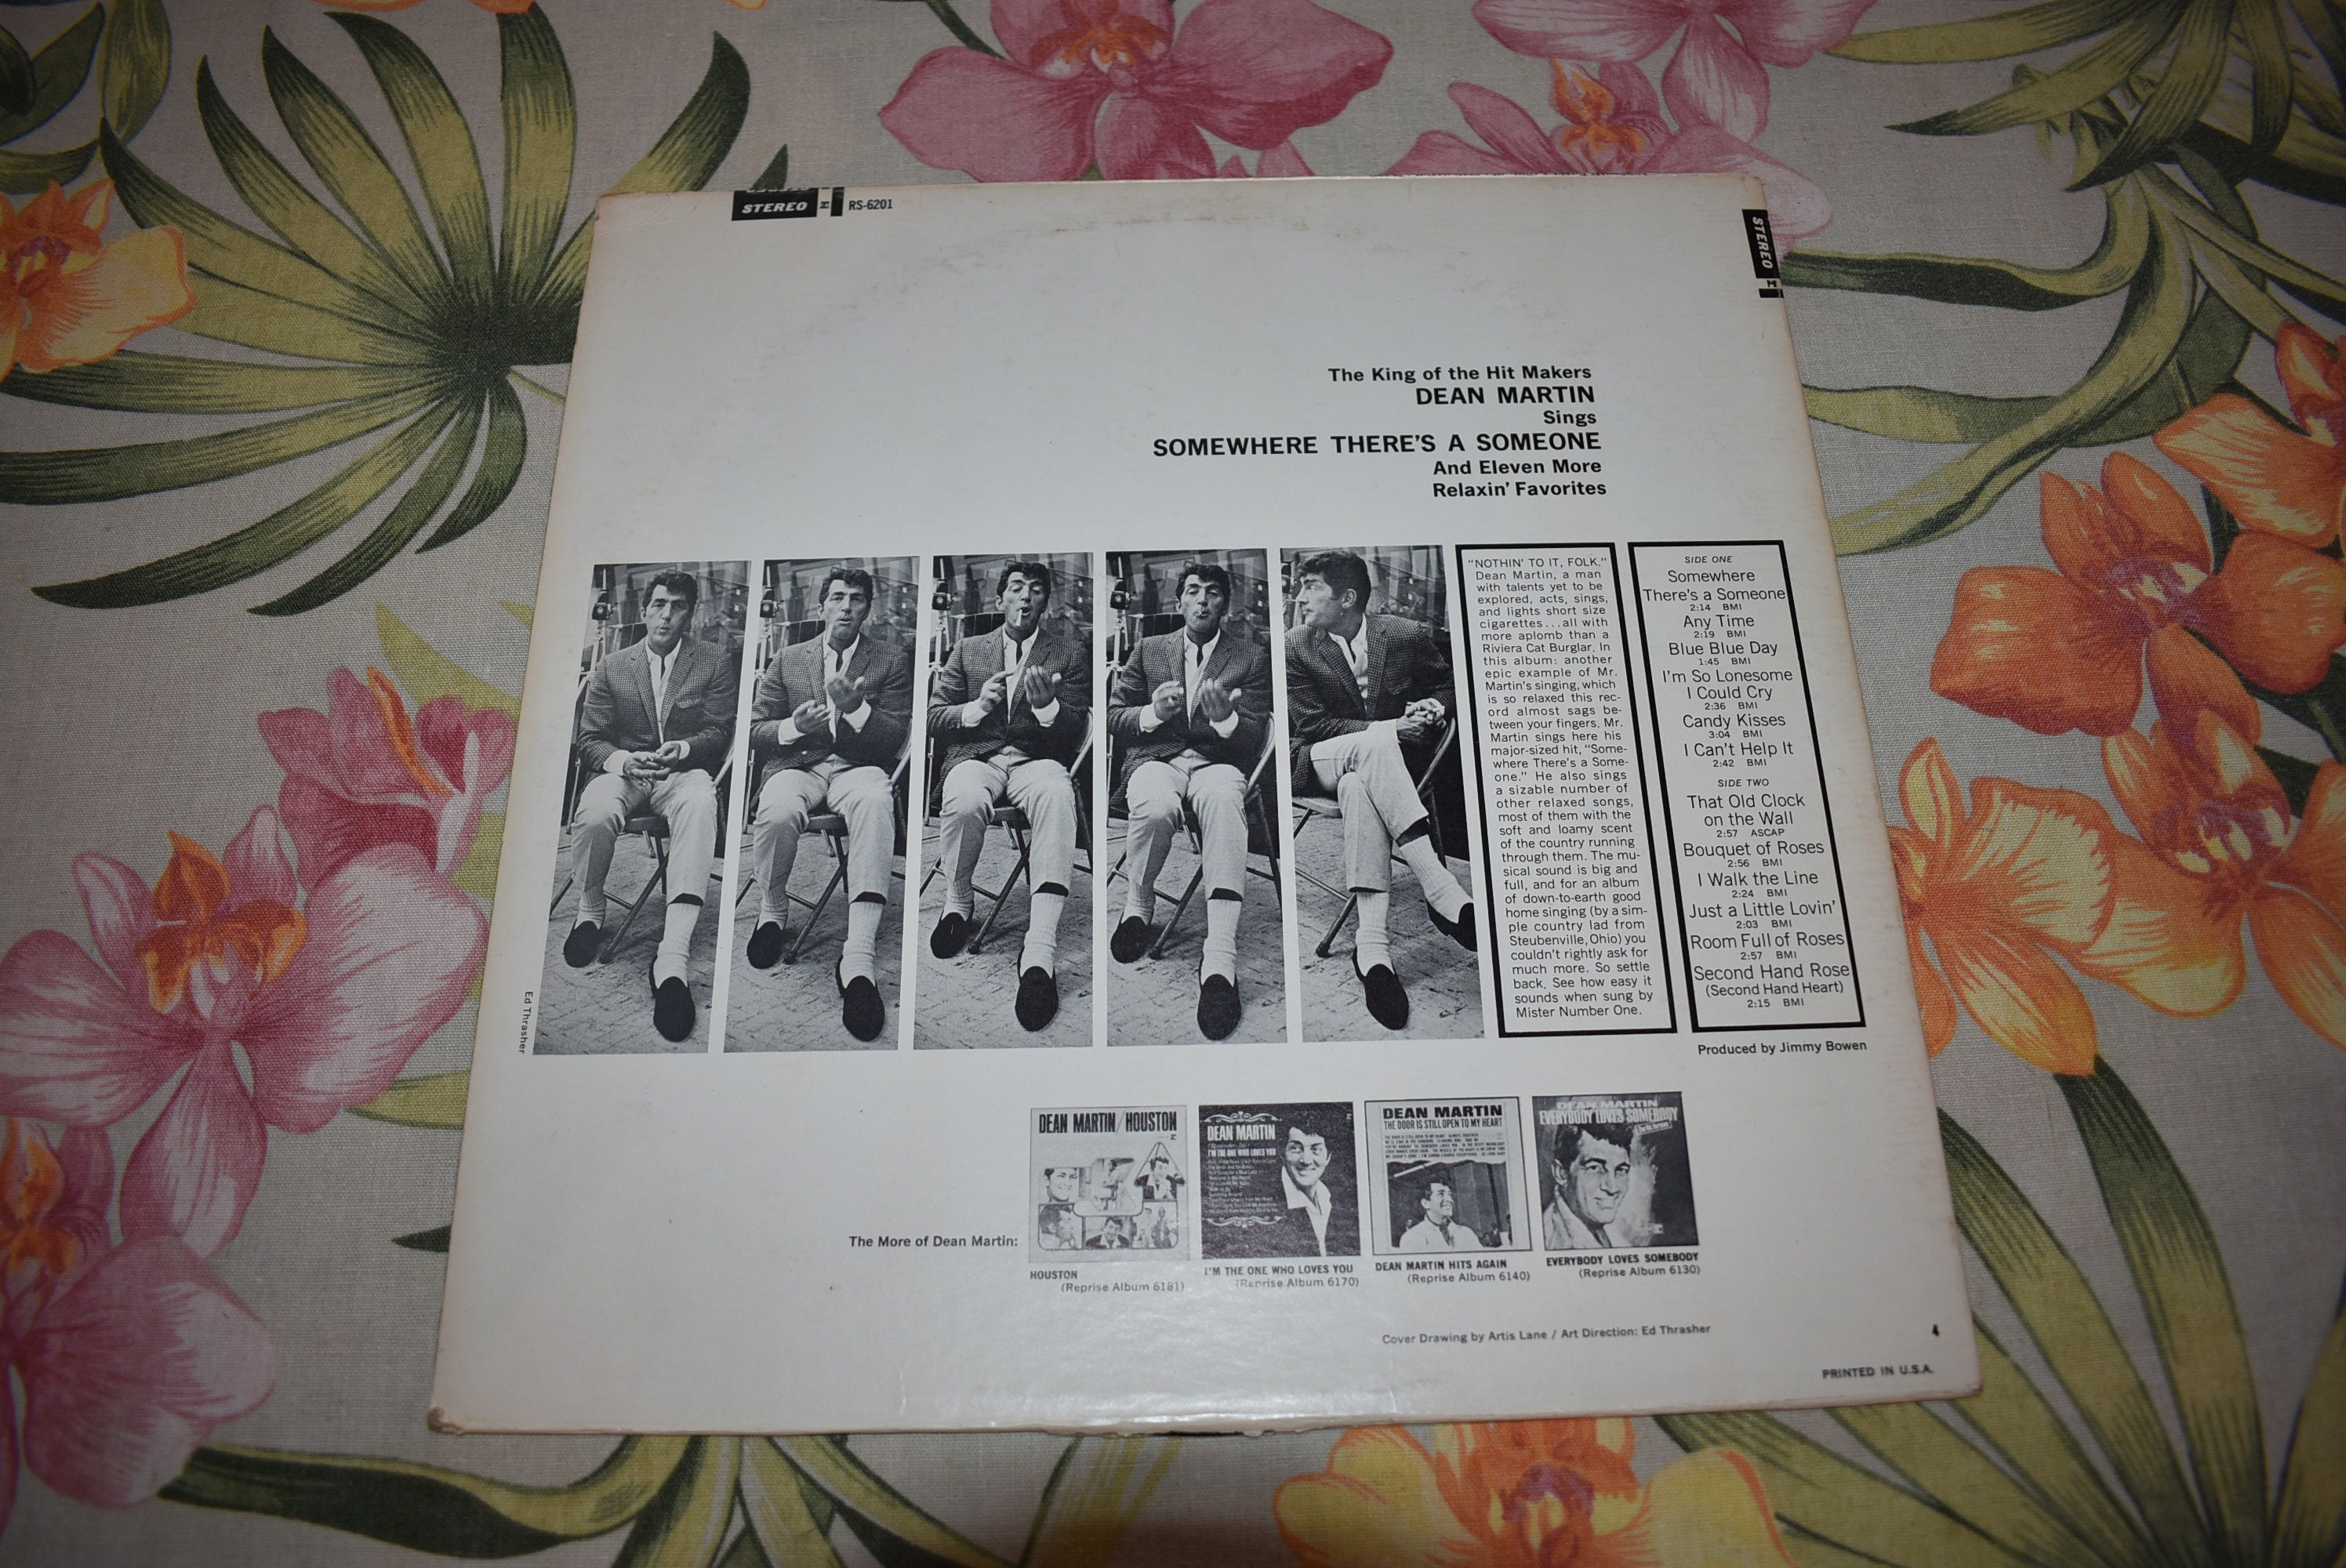 STEREO
RS-6201
STEREO
The King of the Hit Makers
DEAN MARTIN
Sings
SOMEWHERE THERE'S A SOMEONE
And Eleven More
Relaxin' Favorites
"NOTHIN' TO IT, FOLK."
Dean Martin, a man
with talents yet to be
explored, acts, sings,
and lights short size
cigarettes...all with
more aplomb than a
Riviera Cat Burglar. In
this album: another
epic example of Mr.
Martin's singing, which
is so relaxed this rec-
ord almost sags be-
tween your fingers. Mr.
Martin sings here his
major-sized hit, "Some-
where There's a Some-
one." He also sings
a sizable number of
other relaxed songs,
most of them with the
soft and loamy scent
of the country running
through them. The mu-
sical sound is big and
full, and for an album
of down-to-earth good
home singing (by a sim-
ple country lad from
Steubenville, Ohio) you
couldn't rightly ask for
much more. So settle
back. See how easy it
sounds when sung by
Mister Number One.
SIDE ONE
Somewhere
There's a Someone
2:14 BMI
Any Time
2:19 BMI
Blue Blue Day
1:45 BMI
I'm So Lonesome
I Could Cry
2:36 BMI
Candy Kisses
3:04 BMI
I Can't Help It
2:42 BMI
SIDE TWO
That Old Clock
on the Wall
2:57 ASCAP
Bouquet of Roses
2:56 BMI
I Walk the Line
2:24 BMI
Just a Little Lovin'
2:03 BMI
Room Full of Roses
2:57 BMI
Second Hand Rose
(Second Hand Heart)
2:15 BMI
Ed Thrasher
Produced by Jimmy Bowen
DEAN MARTIN/HOUSTON
DEAN MARTIN
I'M THE ONE WHO LOVES YOU
DEAN MARTIN
THE DOOR IS STILL OPEN TO MY HEART
DEAN MARTIN
EVERYBODY LOVES SOMEBODY
The More of Dean Martin:
HOUSTON
(Reprise Album 6181)
I'M THE ONE WHO LOVES YOU
(Reprise Album 6170)
DEAN MARTIN HITS AGAIN
(Reprise Album 6140)
EVERYBODY LOVES SOMEBODY
(Reprise Album 6130)
Cover Drawing by Artis Lane / Art Direction: Ed Thrasher
4
PRINTED IN U.S.A.